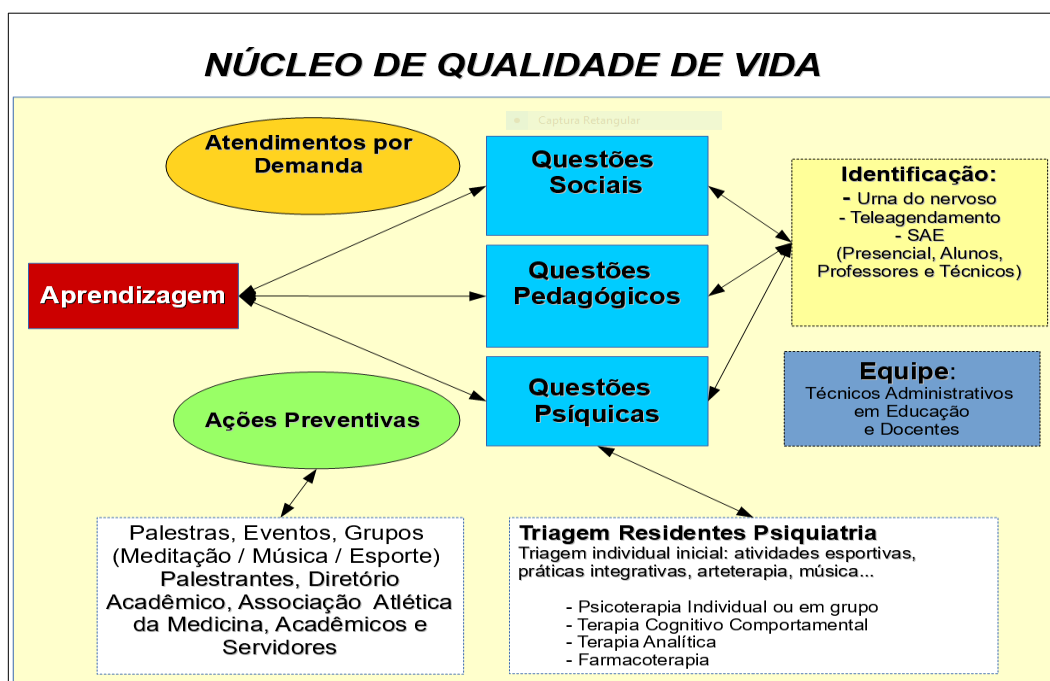 NÚCLEO DE QUALIDADE DE VIDA
Captura Retangular
Atendimentos por
Demanda
Questões
Sociais
Identificação:
- Urna do nervoso
- Teleagendamento
- SAE
(Presencial, Alunos,
Professores e Técnicos)
Aprendizagem
Questões
Pedagógicos
Equipe:
Técnicos Administrativos
em Educação
e Docentes
Questões
Psíquicas
Ações Preventivas
Palestras, Eventos, Grupos
(Meditação / Música / Esporte)
Palestrantes, Diretório
Acadêmico, Associação Atlética
da Medicina, Acadêmicos e
Servidores
Triagem Residentes Psiquiatria
Triagem individual inicial: atividades esportivas,
práticas integrativas, arteterapia, música...
- Psicoterapia Individual ou em grupo
- Terapia Cognitivo Comportamental
- Terapia Analítica
- Farmacoterapia